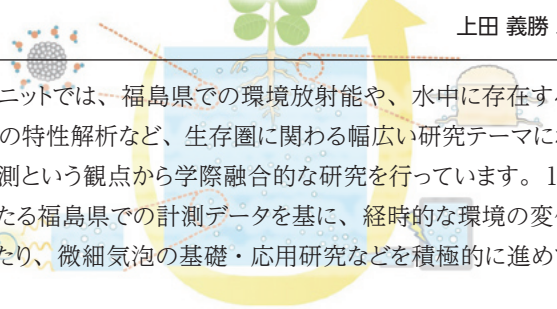 上田 義勝
ニットでは、福島県での環境放射能や、水中に存在す
の特性解析など、生存圏に関わる幅広い研究テーマに
測という観点から学際融合的な研究を行っています。1
たる福島県での計測データを基に、経時的な環境の変
たり、微細気泡の基礎・応用研究などを積極的に進め